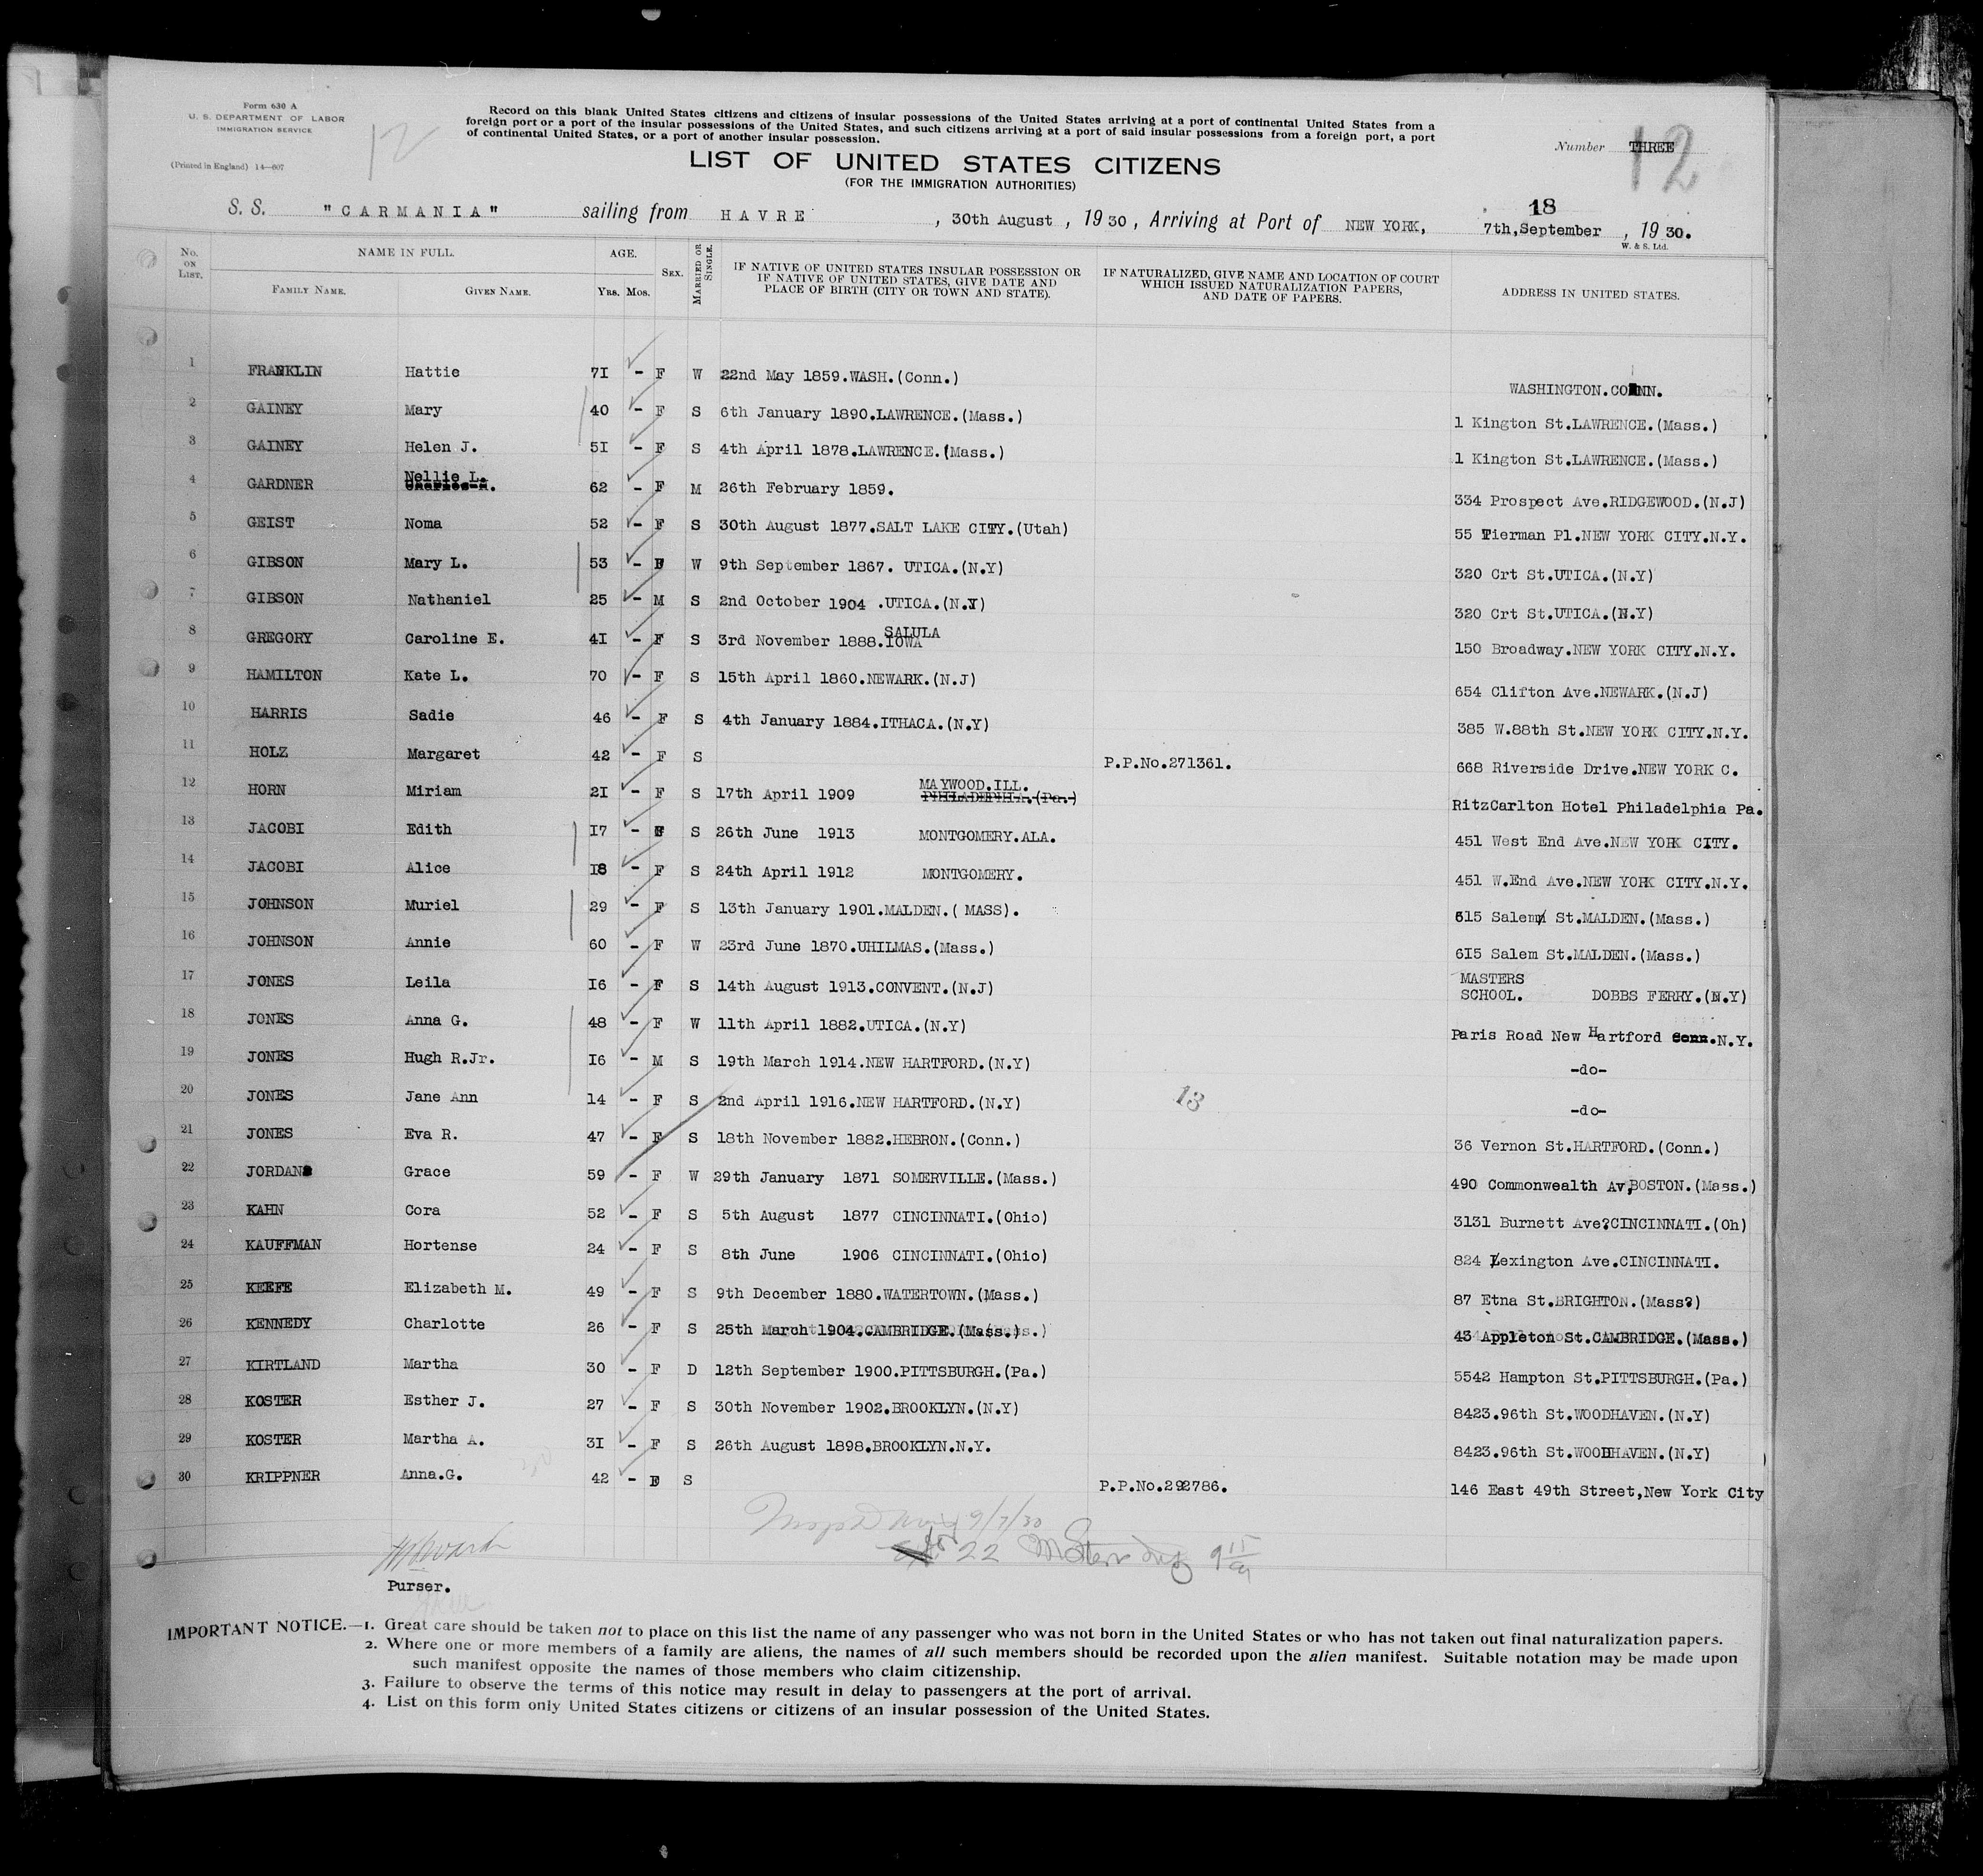 Form 630 A
U. S. DEPARTMENT OF LABOR
IMMIGRATION SERVICE
(Printed in England) 14—607
12
Record on this blank United States citizens and citizens of insular possessions of the United States arriving at a port of continental United States from a
foreign port or a port of the insular possessions of the United States, and such citizens arriving at a port of said insular possessions from a foreign port, a port
of continental United States, or a port of another insular possession.
LIST OF UNITED STATES CITIZENS
(FOR THE IMMIGRATION AUTHORITIES)
Number THREE
12
18
S. S. "CARMANIA" sailing from HAVRE , 30th August , 19 30 , Arriving at Port of NEW YORK, 7th,September , 19 30.
W. & S. Ltd.
No. ON LIST. NAME IN FULL. FAMILY NAME. GIVEN NAME. AGE. Yrs. Mos. SEX. MARRIED OR SINGLE. IF NATIVE OF UNITED STATES INSULAR POSSESSION OR IF NATIVE OF UNITED STATES, GIVE DATE AND PLACE OF BIRTH (CITY OR TOWN AND STATE). IF NATURALIZED, GIVE NAME AND LOCATION OF COURT WHICH ISSUED NATURALIZATION PAPERS, AND DATE OF PAPERS. ADDRESS IN UNITED STATES.
1 FRANKLIN Hattie 71 - F W 22nd May 1859.WASH.(Conn.) WASHINGTON.CONN.
2 GAINEY Mary 40 - F S 6th January 1890.LAWRENCE.(Mass.) 1 Kington St.LAWRENCE.(Mass.)
3 GAINEY Helen J. 51 - F S 4th April 1878.LAWRENCE.(Mass.) 1 Kington St.LAWRENCE.(Mass.)
4 GARDNER Nellie L. 62 - F M 26th February 1859. 334 Prospect Ave.RIDGEWOOD.(N.J)
5 GEIST Noma 52 - F S 30th August 1877.SALT LAKE CITY.(Utah) 55 Tierman Pl.NEW YORK CITY.N.Y.
6 GIBSON Mary L. 53 - F W 9th September 1867. UTICA.(N.Y) 320 Crt St.UTICA.(N.Y)
7 GIBSON Nathaniel 25 - M S 2nd October 1904 .UTICA.(N.Y) 320 Crt St.UTICA.(N.Y)
8 GREGORY Caroline E. 41 - F S 3rd November 1888.IOWA SALULA 150 Broadway.NEW YORK CITY.N.Y.
9 HAMILTON Kate L. 70 - F S 15th April 1860.NEWARK.(N.J) 654 Clifton Ave.NEWARK.(N.J)
10 HARRIS Sadie 46 - F S 4th January 1884.ITHACA.(N.Y) 385 W.88th St.NEW YORK CITY.N.Y.
11 HOLZ Margaret 42 - F S P.P.No.271361. 668 Riverside Drive.NEW YORK C.
12 HORN Miriam 21 - F S 17th April 1909 MAYWOOD.ILL. PHILADEPHIA.(Pa.) RitzCarlton Hotel Philadelphia Pa.
13 JACOBI Edith 17 - F S 26th June 1913 MONTGOMERY.ALA. 451 West End Ave.NEW YORK CITY.
14 JACOBI Alice 18 - F S 24th April 1912 MONTGOMERY. 451 W.End Ave.NEW YORK CITY.N.Y.
15 JOHNSON Muriel 29 - F S 13th January 1901.MALDEN.( MASS). 615 Salem St.MALDEN.(Mass.)
16 JOHNSON Annie 60 - F W 23rd June 1870.UHILMAS.(Mass.) 615 Salem St.MALDEN.(Mass.)
17 JONES Leila 16 - F S 14th August 1913.CONVENT.(N.J) MASTERS SCHOOL. DOBBS FERRY.(N.Y)
18 JONES Anna G. 48 - F W 11th April 1882.UTICA.(N.Y) Paris Road New Hartford Conn.N.Y.
19 JONES Hugh R.Jr. 16 - M S 19th March 1914.NEW HARTFORD.(N.Y) -do-
20 JONES Jane Ann 14 - F S 2nd April 1916.NEW HARTFORD.(N.Y) 13 -do-
21 JONES Eva R. 47 - F S 18th November 1882.HEBRON.(Conn.) 36 Vernon St.HARTFORD.(Conn.)
22 JORDAN Grace 59 - F W 29th January 1871 SOMERVILLE.(Mass.) 490 Commonwealth Av,BOSTON.(Mass.)
23 KAHN Cora 52 - F S 5th August 1877 CINCINNATI.(Ohio) 3131 Burnett Ave?CINCINNATI.(Oh)
24 KAUFFMAN Hortense 24 - F S 8th June 1906 CINCINNATI.(Ohio) 824 Lexington Ave.CINCINNATI.
25 KEEFE Elizabeth M. 49 - F S 9th December 1880.WATERTOWN.(Mass.) 87 Etna St.BRIGHTON.(Mass?)
26 KENNEDY Charlotte 26 - F S 25th March 1904.CAMBRIDGE.(Mass.) 43 Appleton St.CAMBRIDGE.(Mass.)
27 KIRTLAND Martha 30 - F D 12th September 1900.PITTSBURGH.(Pa.) 5542 Hampton St.PITTSBURGH.(Pa.)
28 KOSTER Esther J. 27 - F S 30th November 1902.BROOKLYN.(N.Y) 8423.96th St.WOODHAVEN.(N.Y)
29 KOSTER Martha A. 31 - F S 26th August 1898.BROOKLYN.N.Y. 8423.96th St.WOODHAVEN.(N.Y)
30 KRIPPNER Anna.G. 42 - F S P.P.No.292786. 146 East 49th Street,New York City
9/7/30
22
Purser.
IMPORTANT NOTICE.—1. Great care should be taken not to place on this list the name of any passenger who was not born in the United States or who has not taken out final naturalization papers.
2. Where one or more members of a family are aliens, the names of all such members should be recorded upon the alien manifest. Suitable notation may be made upon
such manifest opposite the names of those members who claim citizenship.
3. Failure to observe the terms of this notice may result in delay to passengers at the port of arrival.
4. List on this form only United States citizens or citizens of an insular possession of the United States.